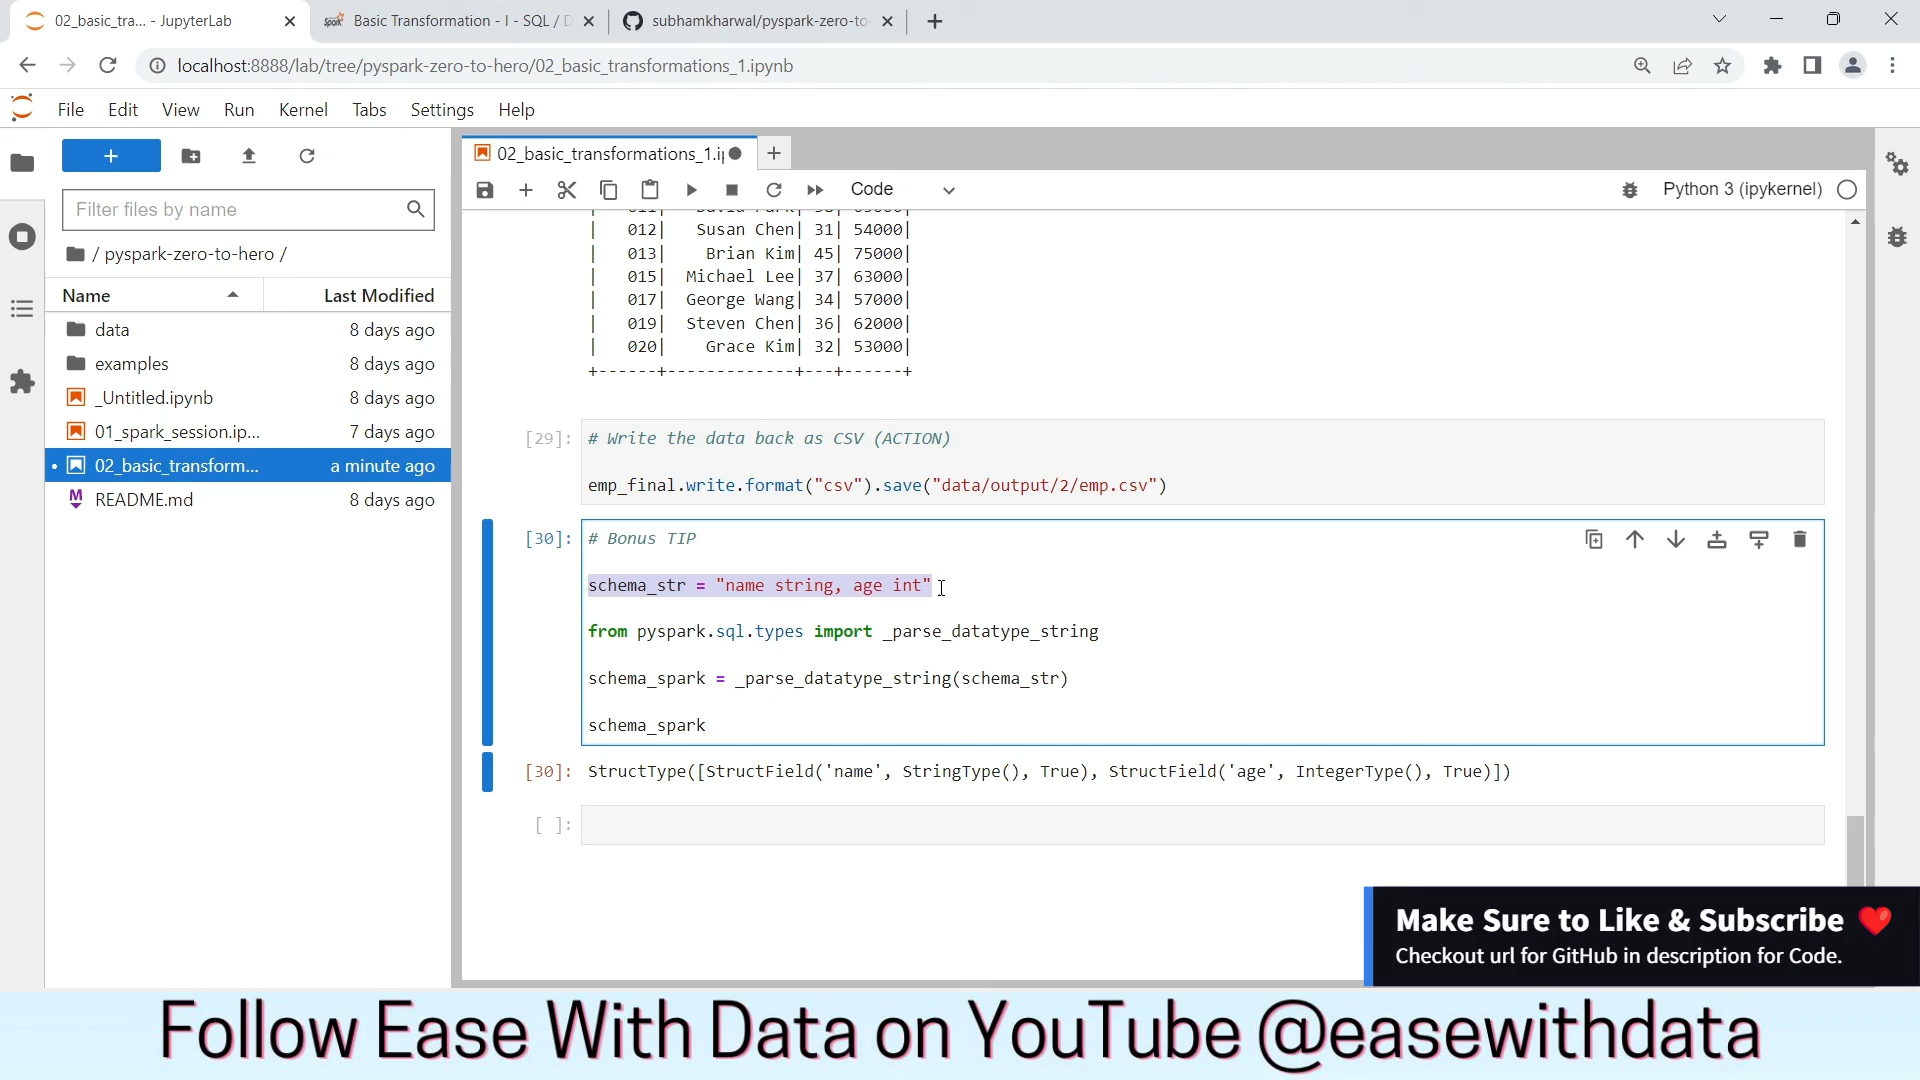 02_basic_tra... - JupyterLab
Basic Transformation - I - SQL / D
subhamkharwal/pyspark-zero-to-
localhost:8888/lab/tree/pyspark-zero-to-hero/02_basic_transformations_1.ipynb
File Edit View Run Kernel Tabs Settings Help
02_basic_transformations_1.i
Code
Python 3 (ipykernel)
Filter files by name
/ pyspark-zero-to-hero /
Name Last Modified
data 8 days ago
examples 8 days ago
_Untitled.ipynb 8 days ago
01_spark_session.ip... 7 days ago
02_basic_transform... a minute ago
README.md 8 days ago
| 012| Susan Chen| 31| 54000|
| 013| Brian Kim| 45| 75000|
| 015| Michael Lee| 37| 63000|
| 017| George Wang| 34| 57000|
| 019| Steven Chen| 36| 62000|
| 020| Grace Kim| 32| 53000|
+------+-------------+---+------+
[29]: # Write the data back as CSV (ACTION)
emp_final.write.format("csv").save("data/output/2/emp.csv")
[30]: # Bonus TIP
schema_str = "name string, age int"
from pyspark.sql.types import _parse_datatype_string
schema_spark = _parse_datatype_string(schema_str)
schema_spark
[30]: StructType([StructField('name', StringType(), True), StructField('age', IntegerType(), True)])
[ ]:
Make Sure to Like & Subscribe ❤️
Checkout url for GitHub in description for Code.
Follow Ease With Data on YouTube @easewithdata